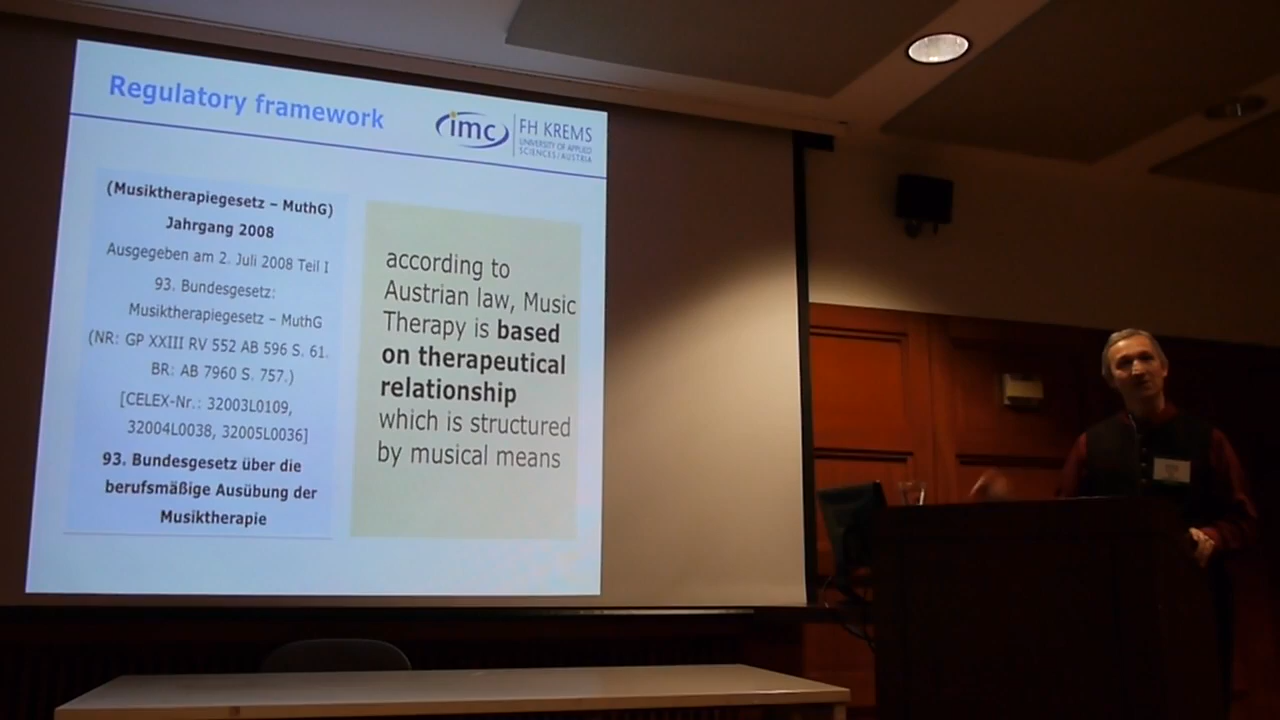 Regulatory framework
imc
FH KREMS
UNIVERSITY OF APPLIED
SCIENCES/AUSTRIA
(Musiktherapiegesetz – MuthG)
Jahrgang 2008
Ausgegeben am 2. Juli 2008 Teil I
93. Bundesgesetz:
Musiktherapiegesetz – MuthG
(NR: GP XXIII RV 552 AB 596 S. 61.
BR: AB 7960 S. 757.)
[CELEX-Nr.: 32003L0109,
32004L0038, 32005L0036]
93. Bundesgesetz über die
berufsmäßige Ausübung der
Musiktherapie
according to
Austrian law, Music
Therapy is based
on therapeutical
relationship
which is structured
by musical means